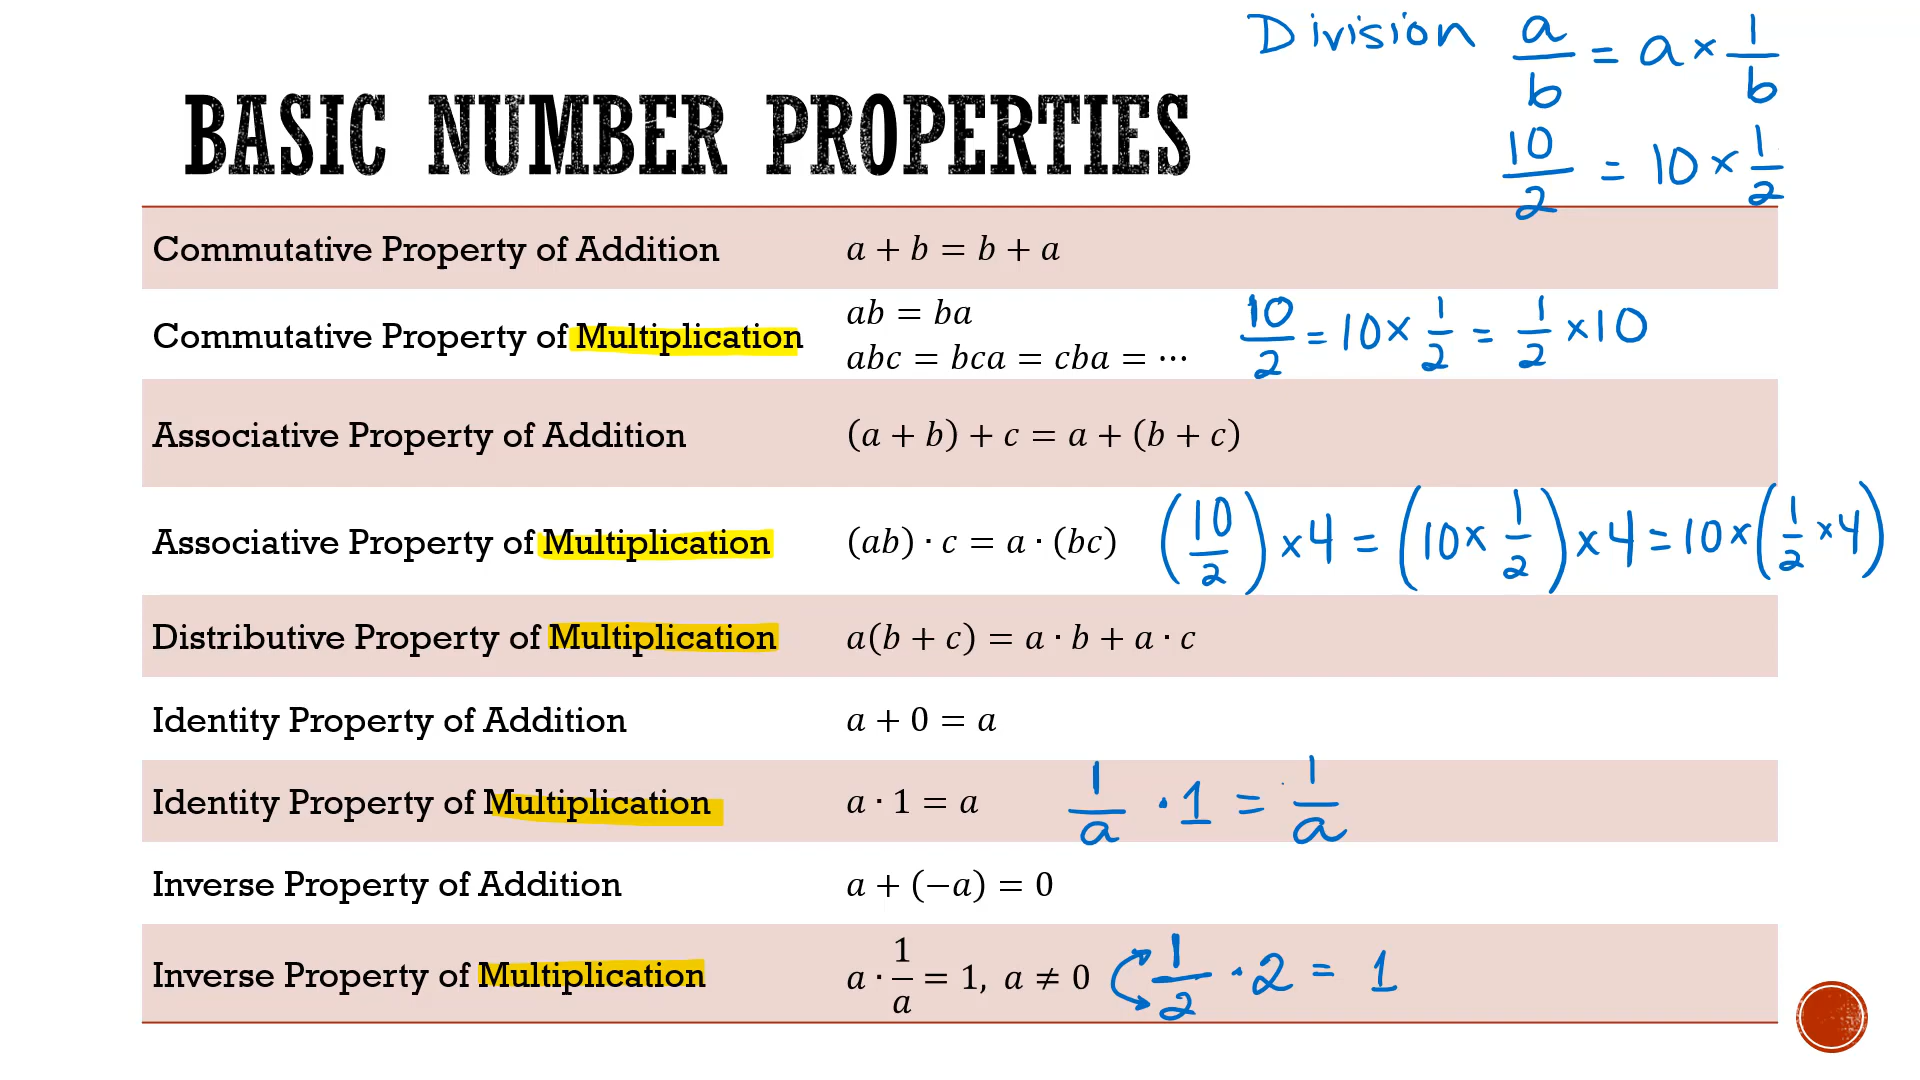 Division a/b = a × 1/b
BASIC NUMBER PROPERTIES
10/2 = 10 × 1/2
Commutative Property of Addition a + b = b + a
Commutative Property of Multiplication ab = ba
abc = bca = cba = ⋯ 10/2 = 10 × 1/2 = 1/2 × 10
Associative Property of Addition (a + b) + c = a + (b + c)
Associative Property of Multiplication (ab) · c = a · (bc) (10/2) × 4 = (10 × 1/2) × 4 = 10 × (1/2 × 4)
Distributive Property of Multiplication a(b + c) = a · b + a · c
Identity Property of Addition a + 0 = a
Identity Property of Multiplication a · 1 = a 1/a · 1 = 1/a
Inverse Property of Addition a + (−a) = 0
Inverse Property of Multiplication a · 1/a = 1, a ≠ 0 1/2 · 2 = 1